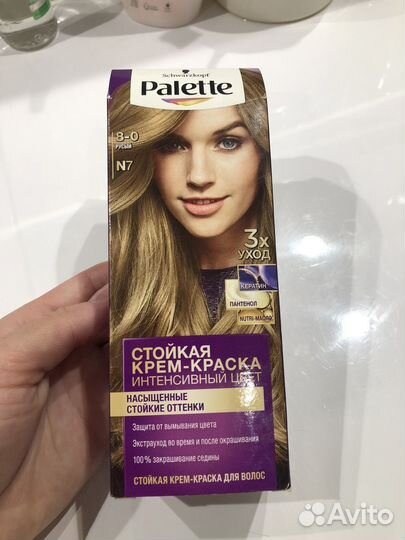 Schwarzkopf
Palette
8-0
РУСЫЙ
N7
3x
УХОД
КЕРАТИН
ПАНТЕНОЛ
NUTRI-МАСЛО
СТОЙКАЯ
КРЕМ-КРАСКА
ИНТЕНСИВНЫЙ ЦВЕТ
НАСЫЩЕННЫЕ
СТОЙКИЕ ОТТЕНКИ
Защита от вымывания цвета
Экстрауход во время и после окрашивания
100% закрашивание седины
СТОЙКАЯ КРЕМ-КРАСКА ДЛЯ ВОЛОС
Avito